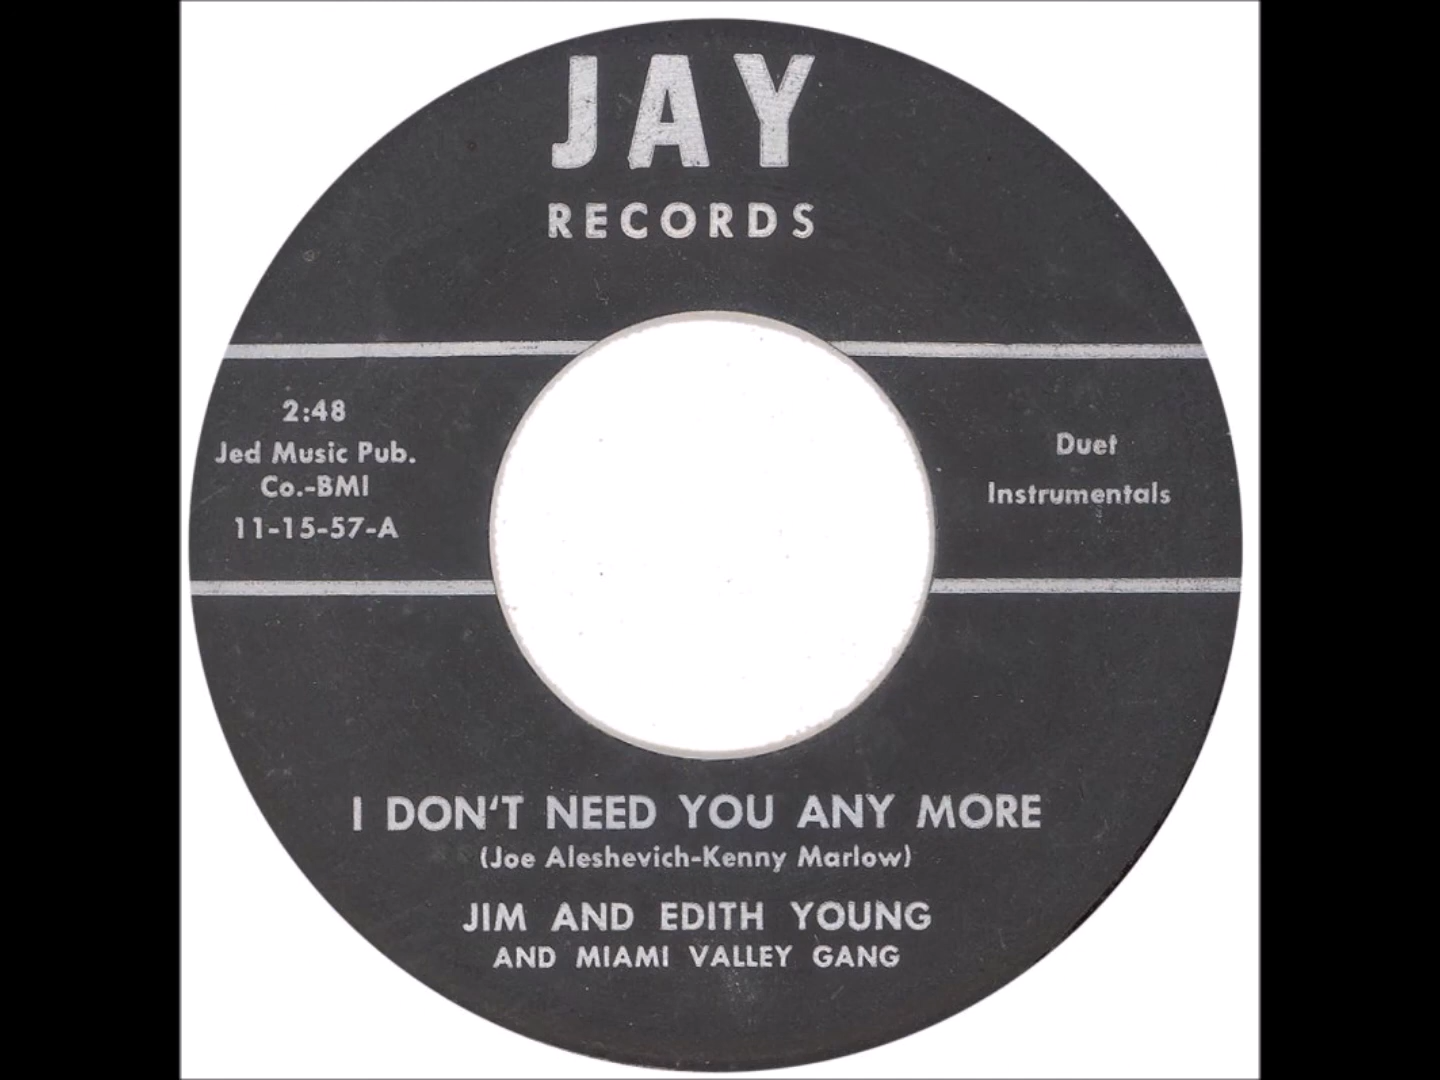 JAY
RECORDS
2:48
Jed Music Pub.
Co.-BMI
11-15-57-A
Duet
Instrumentals
I DON'T NEED YOU ANY MORE
(Joe Aleshevich-Kenny Marlow)
JIM AND EDITH YOUNG
AND MIAMI VALLEY GANG